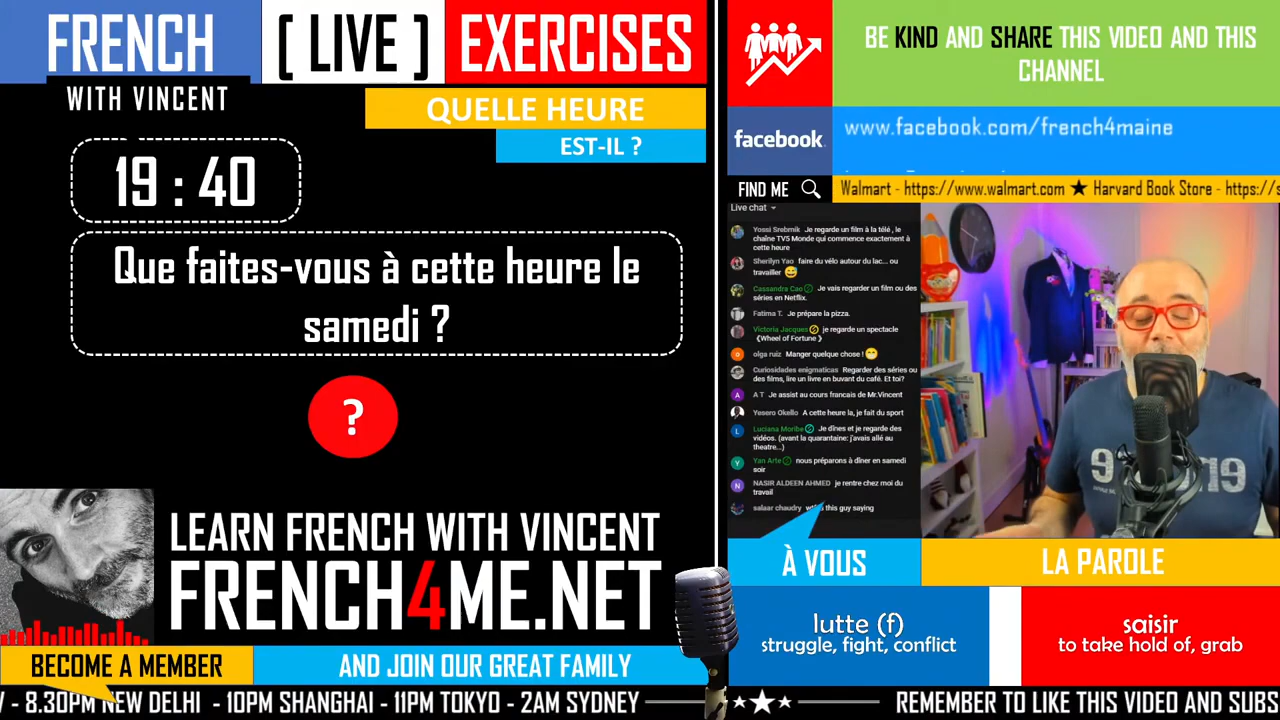 FRENCH
WITH VINCENT
[ LIVE ]
EXERCISES
QUELLE HEURE
EST-IL ?
19 : 40
Que faites-vous à cette heure le
samedi ?
?
LEARN FRENCH WITH VINCENT
FRENCH4ME.NET
BECOME A MEMBER
AND JOIN OUR GREAT FAMILY
BE KIND AND SHARE THIS VIDEO AND THIS
CHANNEL
facebook.
www.facebook.com/french4maine
FIND ME
Walmart - https://www.walmart.com ★ Harvard Book Store - https://s
Live chat
Yossi Srebmik Je regarde un film à la télé , le
chaîne TV5 Monde qui commence exactement à
cette heure
Sherilyn Yao faire du vélo autour du lac... ou
travailler
Cassandra Cao Je vais regarder un film ou des
séries en Netflix.
Fatima T. Je prépare la pizza.
Victoria Jacques je regarde un spectacle
《Wheel of Fortune 》
olga ruiz Manger quelque chose !
Curiosidades enigmaticas Regarder des séries ou
des films, lire un livre en buvant du café. Et toi?
A T Je assist au cours francais de Mr.Vincent
Yesero Okello A cette heure la, je fait du sport
Luciana Moribe Je dînes et je regarde des
vidéos. (avant la quarantaine: j'avais allé au
theatre...)
Yan Arte nous préparons à dîner en samedi
soir
NASIR ALDEEN AHMED je rentre chez moi du
travail
salaar chaudry this guy saying
9 19
À VOUS
LA PAROLE
lutte (f)
struggle, fight, conflict
saisir
to take hold of, grab
- 8.30PM NEW DELHI - 10PM SHANGHAI - 11PM TOKYO - 2AM SYDNEY
REMEMBER TO LIKE THIS VIDEO AND SUBS